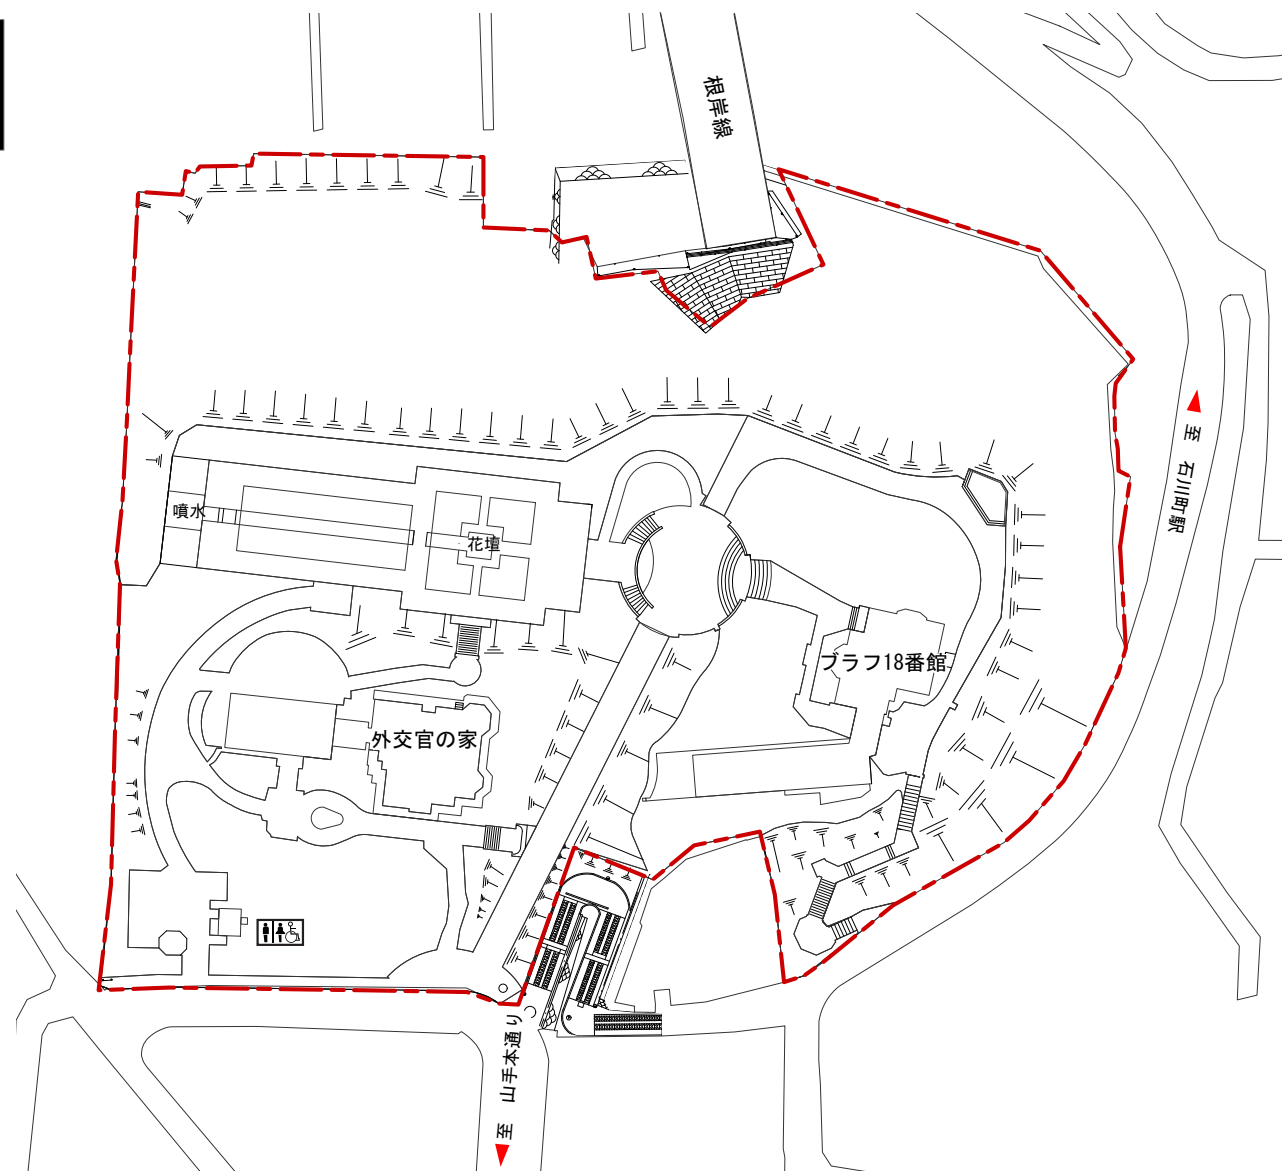 根岸線
至 石川町駅
噴水
花壇
ブラフ18番館
外交官の家
至 山手本通り